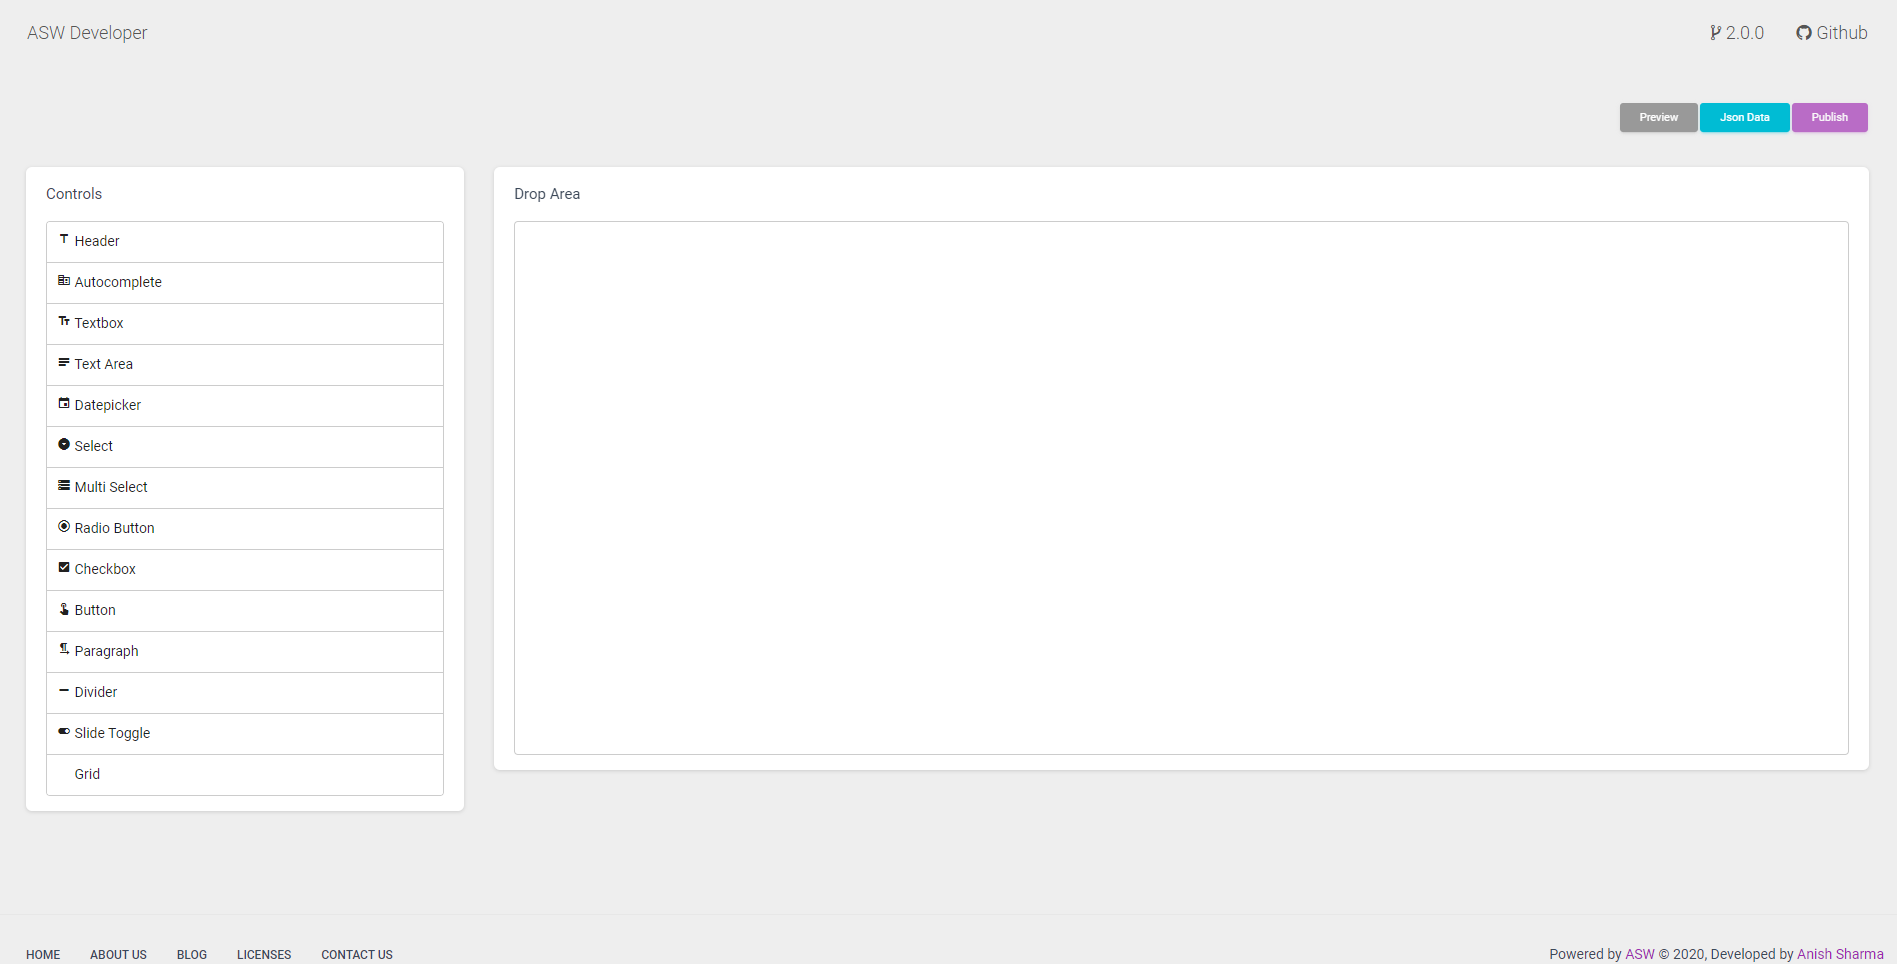 ASW Developer
2.0.0 Github
Preview Json Data Publish
Controls
Header
Autocomplete
Textbox
Text Area
Datepicker
Select
Multi Select
Radio Button
Checkbox
Button
Paragraph
Divider
Slide Toggle
Grid
Drop Area
HOME ABOUT US BLOG LICENSES CONTACT US
Powered by ASW © 2020, Developed by Anish Sharma